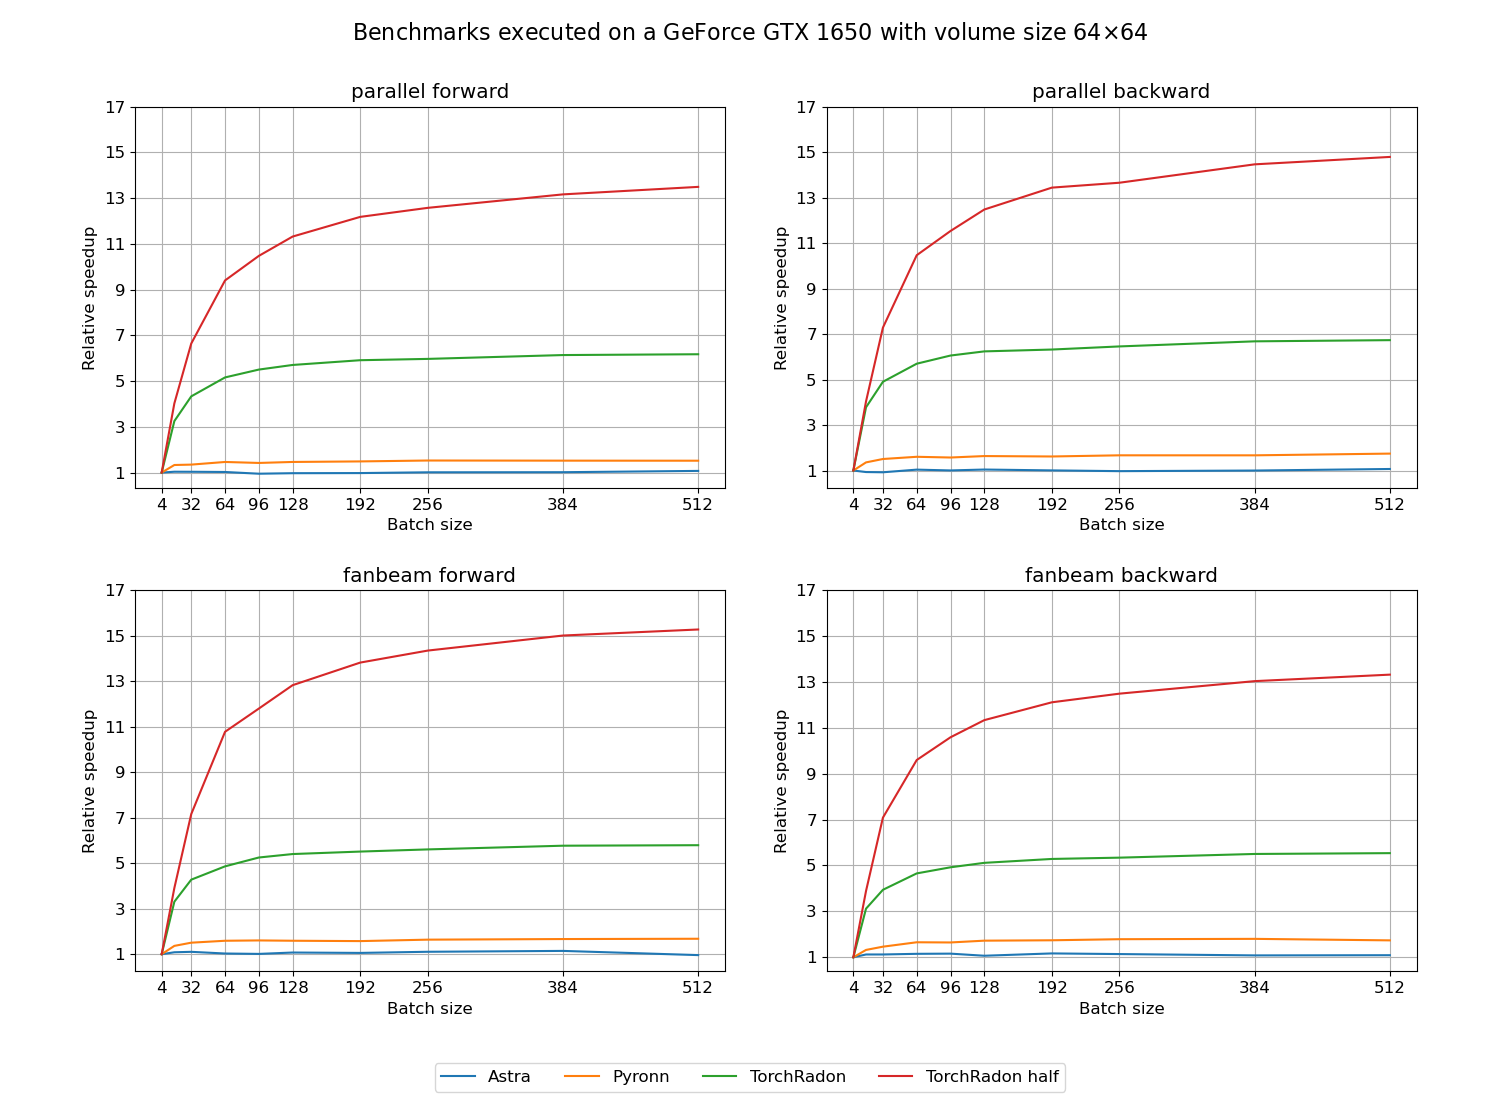 Benchmarks executed on a GeForce GTX 1650 with volume size 64×64
parallel forward
17
15
13
11
9
7
5
3
1
Relative speedup
4 32 64 96 128 192 256 384 512
Batch size
parallel backward
17
15
13
11
9
7
5
3
1
Relative speedup
4 32 64 96 128 192 256 384 512
Batch size
fanbeam forward
17
15
13
11
9
7
5
3
1
Relative speedup
4 32 64 96 128 192 256 384 512
Batch size
fanbeam backward
17
15
13
11
9
7
5
3
1
Relative speedup
4 32 64 96 128 192 256 384 512
Batch size
Astra Pyronn TorchRadon TorchRadon half